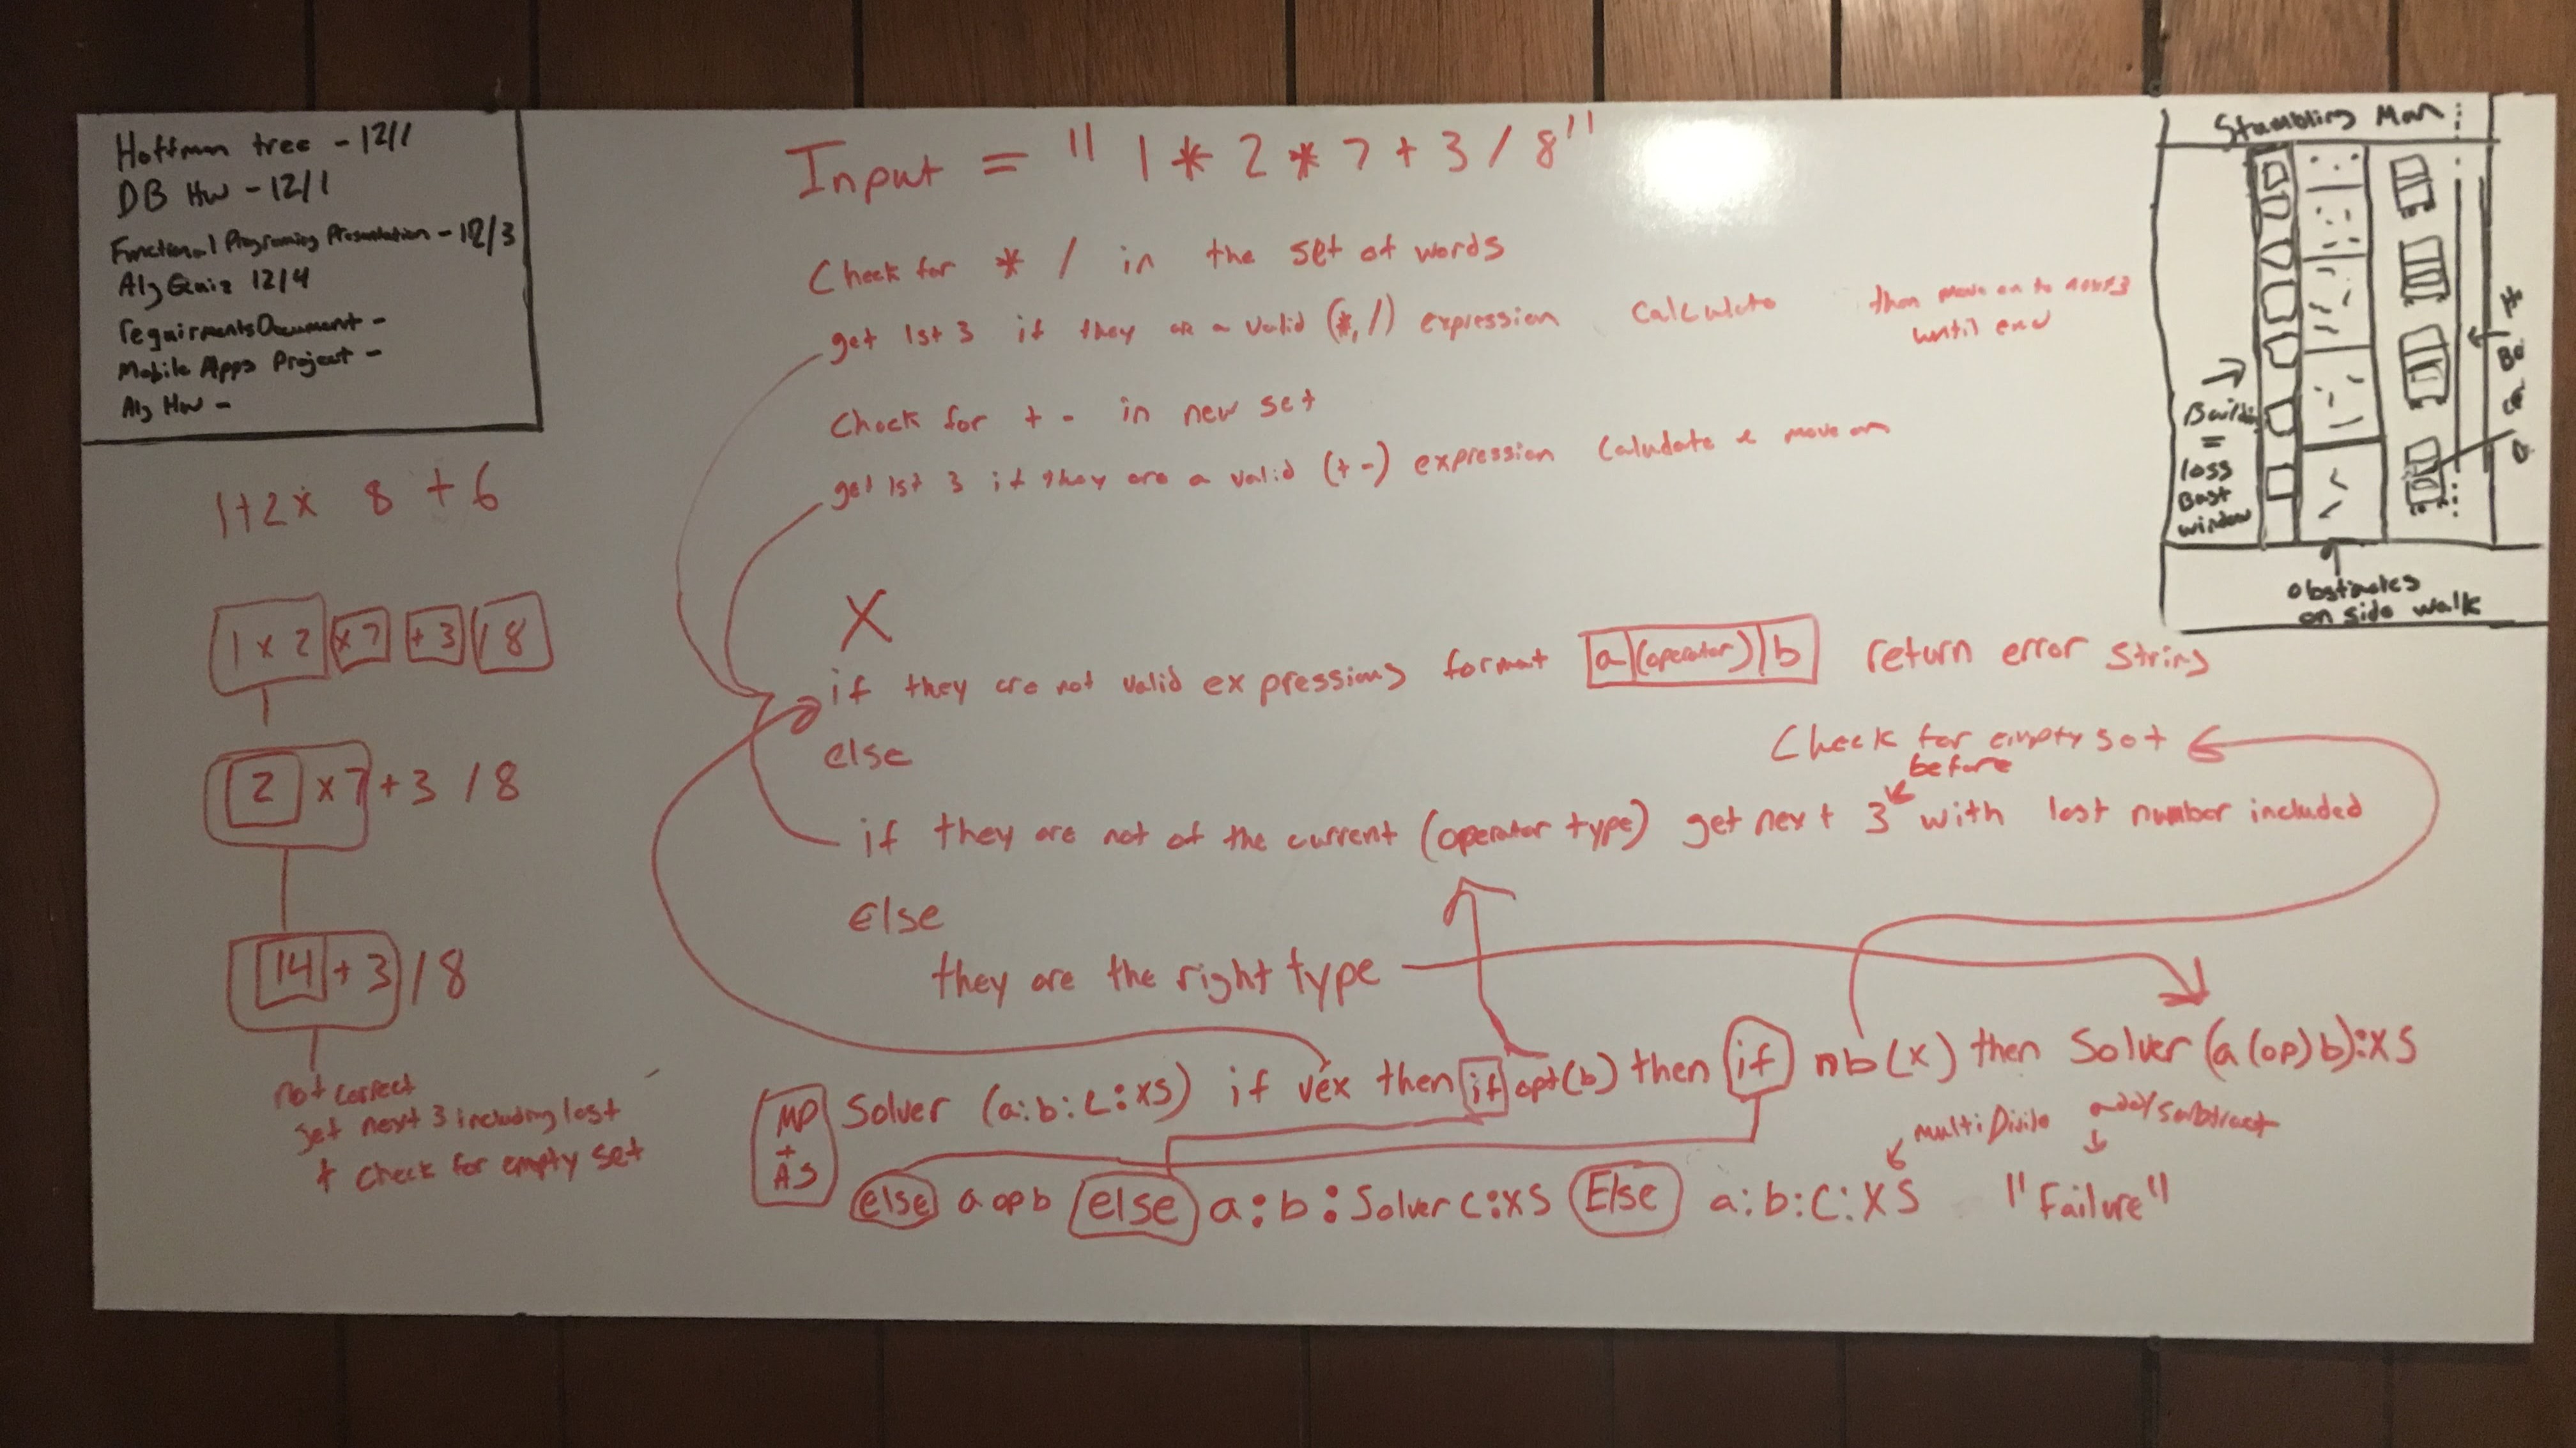 Hoffman tree - 12/1
DB Hw - 12/1
Functional Programing Presentation - 12/3
Alg Quiz 12/4
requirmentsDocument -
Mobile Apps Project -
Alg Hw -
Input = " 1 * 2 * 7 + 3 / 8 "
Check for * / in the set of words
get 1st 3 if they are a valid (*, /) expression Calculate then move on to next 3
until end
Check for + - in new set
get 1st 3 if they are a valid (+ -) expression Caludate & move on
X
if they are not valid expressions format a (operator) b return error string
else
Check for empty set
before
if they are not of the current (operator type) get next 3 with last number included
Else
they are the right type
MD
+
AS
Solver (a:b:c:xs) if vex then if opt(b) then if nb(x) then Solver (a(op)b):xs
multi Divide add/subtract
else a op b else a:b:Solver c:xs Else a:b:c:xs "Failure"
1+2x 8 + 6
1 x 2 x 7 + 3 / 8
2 x 7 + 3 / 8
14 + 3 / 8
not correct
get next 3 including last
+ check for empty set
Stumbling Man
=
loss
Bast
window
Obstacles
on side walk